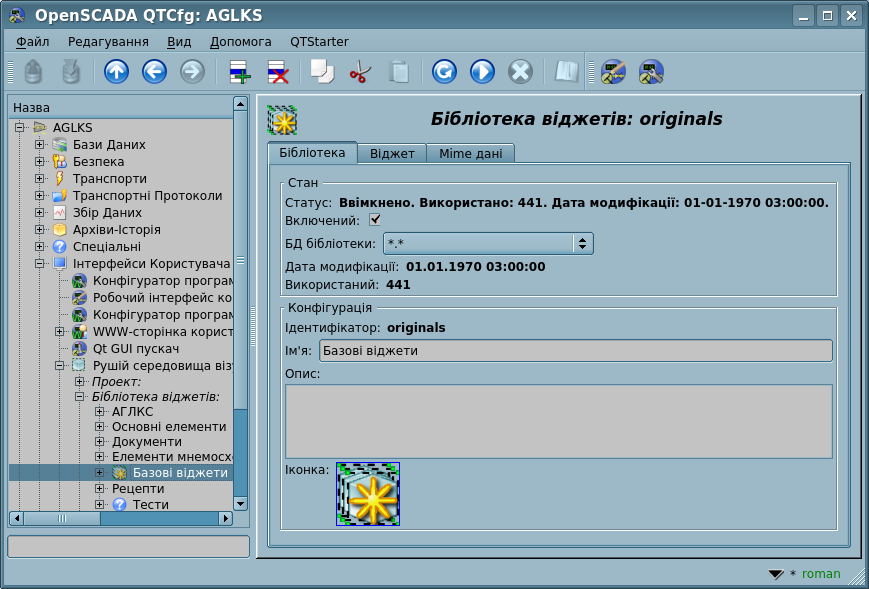 OpenSCADA QTCfg: AGLKS
Файл Редагування Вид Допомога QTStarter
Назва
AGLKS
Бази Даних
Безпека
Транспорти
Транспортні Протоколи
Збір Даних
Архіви-Історія
Спеціальні
Інтерфейси Користувача
Конфігуратор програм
Робочий інтерфейс ко
Конфігуратор програм
WWW-сторінка корист
Qt GUI пускач
Рушій середовища віз
Проект:
Бібліотека віджетів:
АГЛКС
Основні елементи
Документи
Елементи мнемосх
Базові віджети
Рецепти
Тести
Бібліотека віджетів: originals
Бібліотека Віджет Mime дані
Стан
Статус: Ввімкнено. Використано: 441. Дата модифікації: 01-01-1970 03:00:00.
Включений:
БД бібліотеки: *.*
Дата модифікації: 01.01.1970 03:00:00
Використаний: 441
Конфігурація
Ідентифікатор: originals
Ім'я: Базові віджети
Опис:
Іконка:
* roman